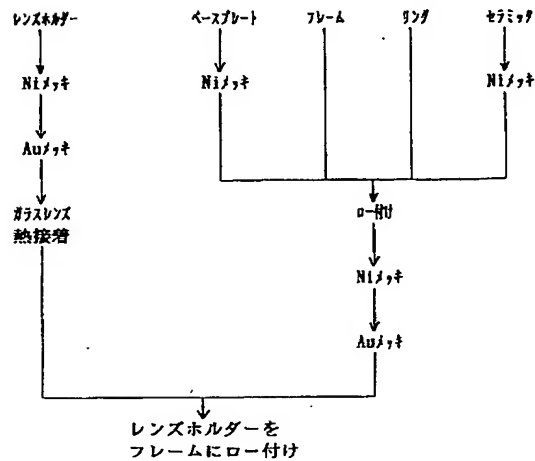 レンズホルダー ベースプレート フレーム リング セラミック
Niメッキ Niメッキ Niメッキ
Auメッキ
ガラスレンズ ロー付け
熱接着
Niメッキ
Auメッキ
レンズホルダーを
フレームにロー付け